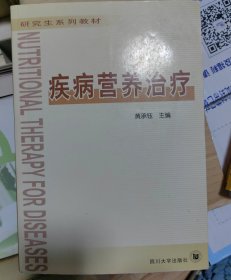 研究生系列教材
NUTRITIONAL THERAPY FOR DISEASES
疾病营养治疗
黄承钰 主编
四川大学出版社